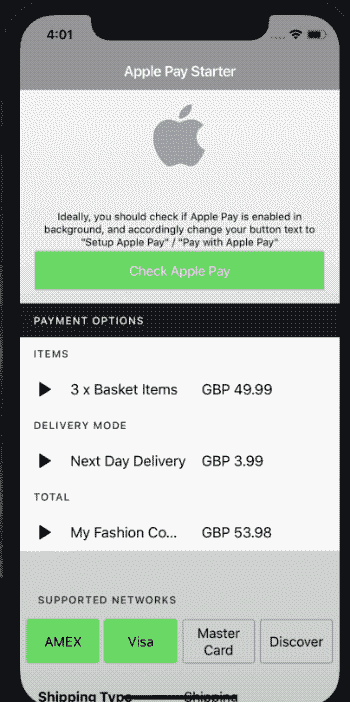 4:01
Apple Pay Starter
Ideally, you should check if Apple Pay is enabled in
background, and accordingly change your button text to
"Setup Apple Pay" / "Pay with Apple Pay"
Check Apple Pay
PAYMENT OPTIONS
ITEMS
3 x Basket Items GBP 49.99
DELIVERY MODE
Next Day Delivery GBP 3.99
TOTAL
My Fashion Co... GBP 53.98
SUPPORTED NETWORKS
AMEX Visa Master Card Discover
Shipping Type Shipping